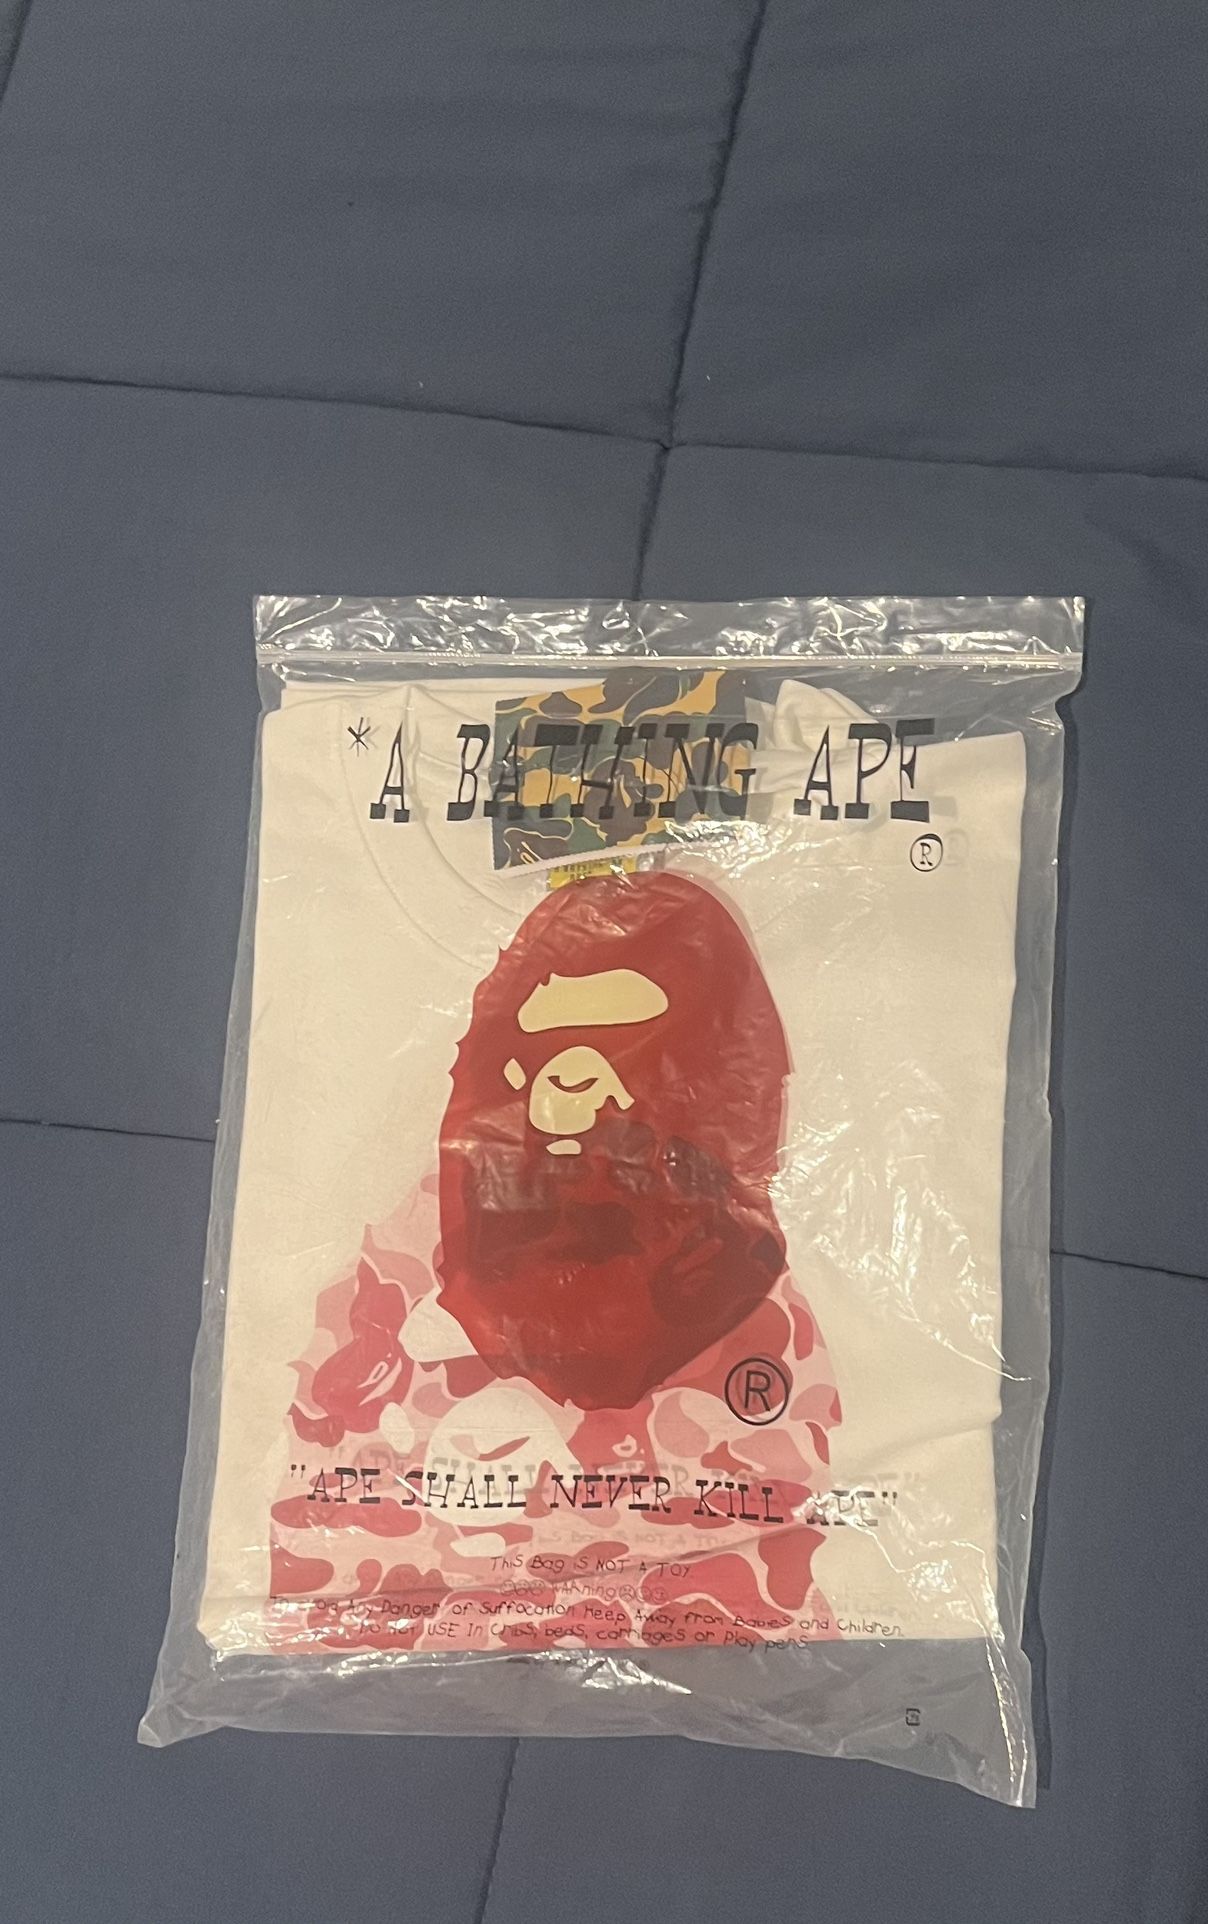 *A BATHING APE
®
®
"APE SHALL NEVER KILL APE"
This Bag iS NOT A TOY
WARning
To Avoid Any Danger of Suffocation Keep Away from Babies and Children.
Do Not USE In Cribs, beds, carriages or Play pens